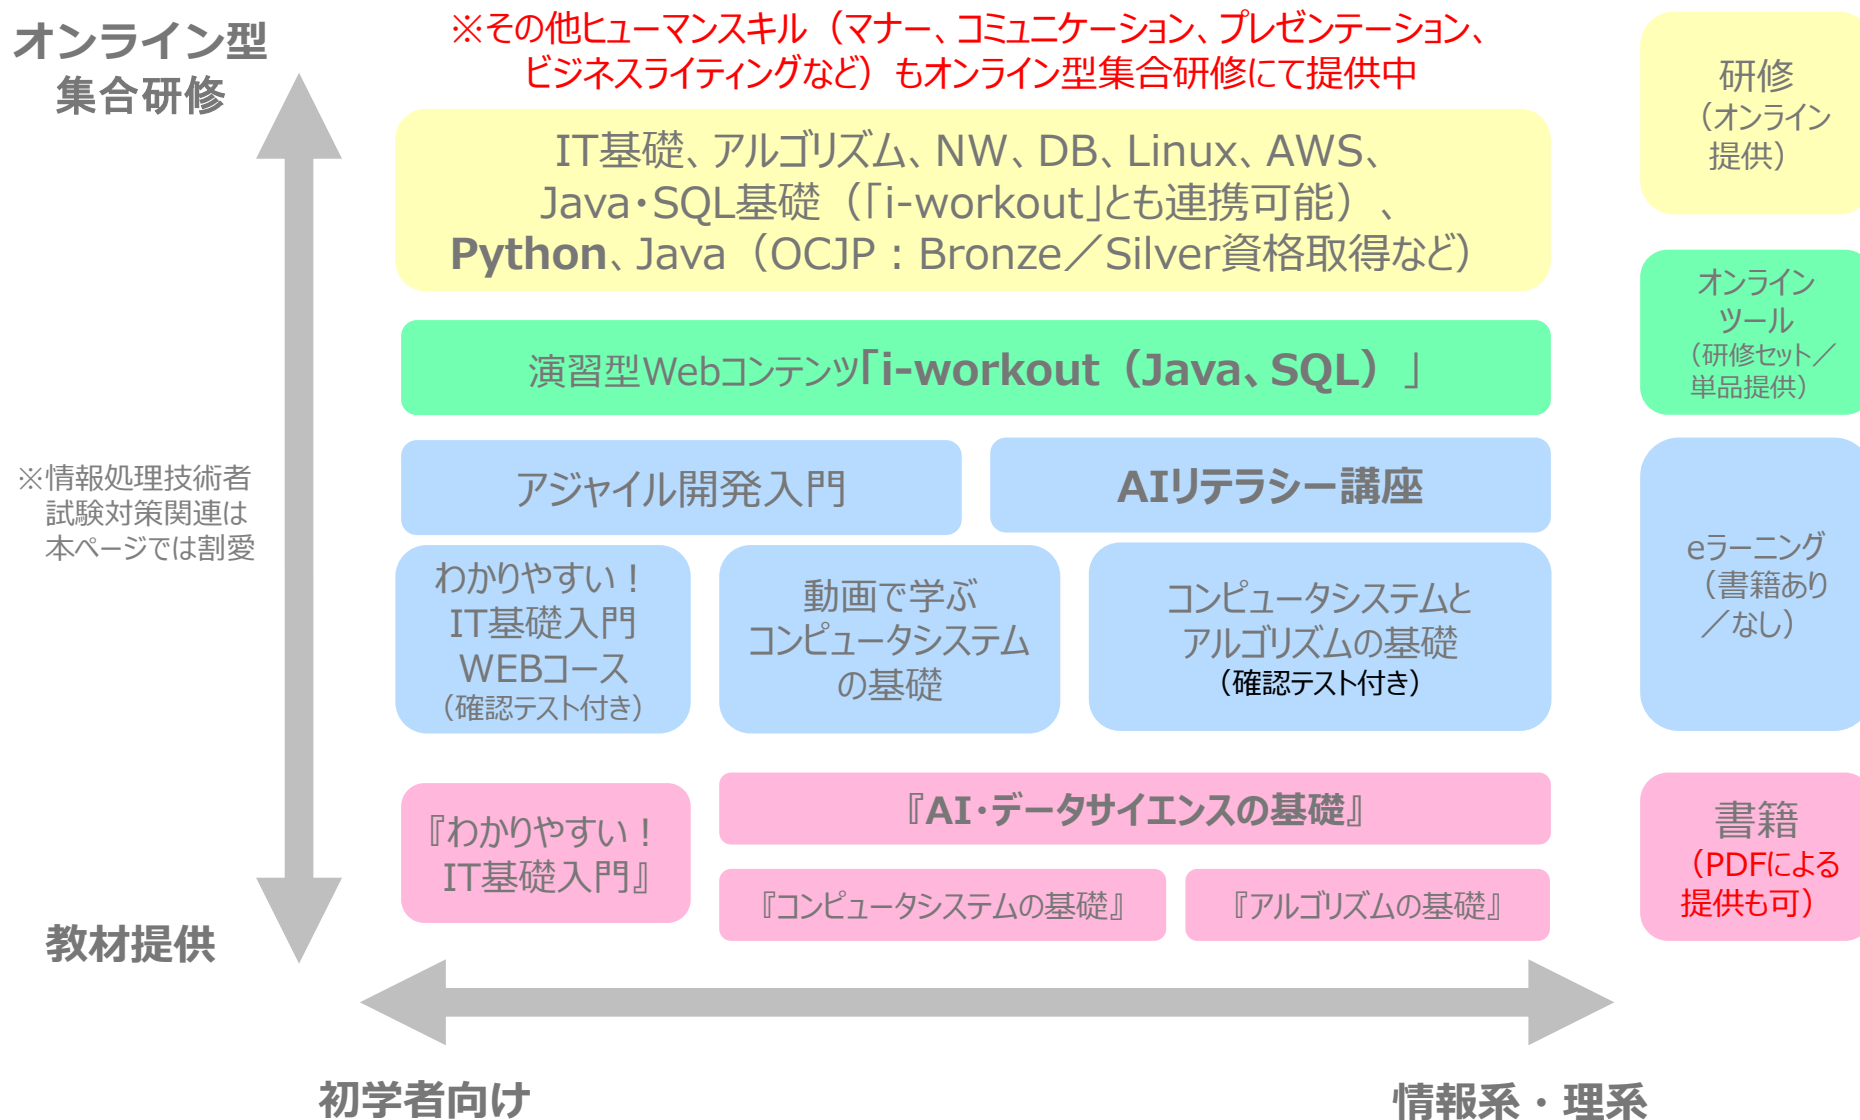 オンライン型
集合研修
※その他ヒューマンスキル（マナー、コミュニケーション、プレゼンテーション、
ビジネスライティングなど）もオンライン型集合研修にて提供中
IT基礎、アルゴリズム、NW、DB、Linux、AWS、
Java・SQL基礎（「i-workout」とも連携可能）、
Python、Java（OCJP：Bronze／Silver資格取得など）
研修
（オンライン
提供）
演習型Webコンテンツ「i-workout（Java、SQL）」
オンライン
ツール
（研修セット／
単品提供）
※情報処理技術者
試験対策関連は
本ページでは割愛
アジャイル開発入門
AIリテラシー講座
わかりやすい！
IT基礎入門
WEBコース
（確認テスト付き）
動画で学ぶ
コンピュータシステム
の基礎
コンピュータシステムと
アルゴリズムの基礎
（確認テスト付き）
eラーニング
（書籍あり
／なし）
『わかりやすい！
IT基礎入門』
『AI・データサイエンスの基礎』
『コンピュータシステムの基礎』
『アルゴリズムの基礎』
書籍
（PDFによる
提供も可）
教材提供
初学者向け
情報系・理系